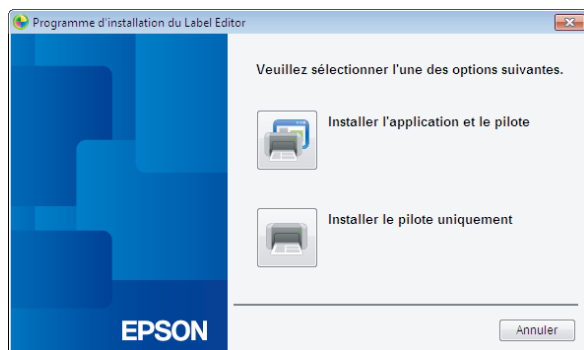 Programme d'installation du Label Editor
Veuillez sélectionner l'une des options suivantes.
Installer l'application et le pilote
Installer le pilote uniquement
EPSON
Annuler